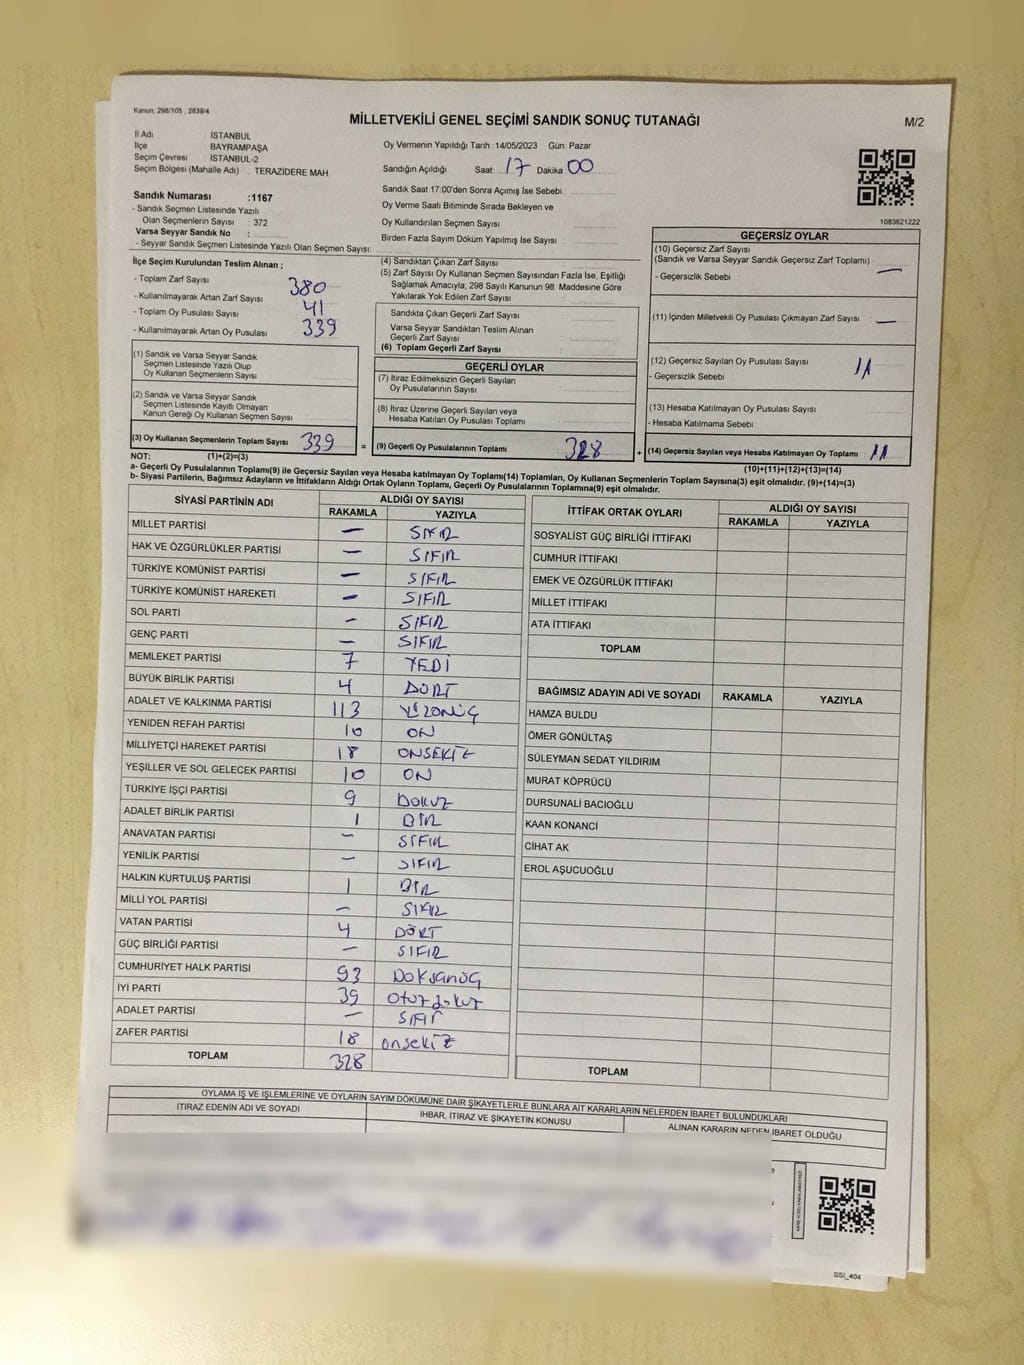 Kanun, 298/105 , 2839/4
MİLLETVEKİLİ GENEL SEÇİMİ SANDIK SONUÇ TUTANAĞI
M/2
İl Adı İSTANBUL
İlçe BAYRAMPAŞA
Seçim Çevresi İSTANBUL-2
Seçim Bölgesi (Mahalle Adı) : TERAZİDERE MAH
Sandık Numarası :1167
- Sandık Seçmen Listesinde Yazılı
Olan Seçmenlerin Sayısı : 372
Varsa Seyyar Sandık No :
- Seyyar Sandık Seçmen Listesinde Yazılı Olan Seçmen Sayısı:
Oy Vermenin Yapıldığı Tarih :14/05/2023 Gün: Pazar
Sandığın Açıldığı Saat : 17 Dakika 00
Sandık Saat 17:00'den Sonra Açımış İse Sebebi :
Oy Verme Saati Bitiminde Sırada Bekleyen ve
Oy Kullandırılan Seçmen Sayısı :
Birden Fazla Sayım Döküm Yapılmış İse Sayısı :
1083621222
İlçe Seçim Kurulundan Teslim Alınan ;
- Toplam Zarf Sayısı 380
- Kullanılmayarak Artan Zarf Sayısı 41
- Toplam Oy Pusulası Sayısı 339
- Kullanılmayarak Artan Oy Pusulası
(4) Sandıktan Çıkan Zarf Sayısı :
(5) Zarf Sayısı Oy Kullanan Seçmen Sayısından Fazla İse, Eşitliği
Sağlamak Amacıyla, 298 Sayılı Kanunun 98. Maddesine Göre
Yakılarak Yok Edilen Zarf Sayısı :
Sandıkta Çıkan Geçerli Zarf Sayısı :
Varsa Seyyar Sandıktan Teslim Alınan
Geçerli Zarf Sayısı :
(6) Toplam Geçerli Zarf Sayısı :
GEÇERSİZ OYLAR
(10) Geçersiz Zarf Sayısı
(Sandık ve Varsa Seyyar Sandık Geçersiz Zarf Toplamı) : —
- Geçersizlik Sebebi :
(11) İçinden Milletvekili Oy Pusulası Çıkmayan Zarf Sayısı : —
(12) Geçersiz Sayılan Oy Pusulası Sayısı : 11
- Geçersizlik Sebebi :
(13) Hesaba Katılmayan Oy Pusulası Sayısı :
- Hesaba Katılmama Sebebi :
(14) Geçersiz Sayılan veya Hesaba Katılmayan Oy Toplamı : 11
(1) Sandık ve Varsa Seyyar Sandık
Seçmen Listesinde Yazılı Olup
Oy Kullanan Seçmenlerin Sayısı :
(2) Sandık ve Varsa Seyyar Sandık
Seçmen Listesinde Kayıtlı Olmayan
Kanun Gereği Oy Kullanan Seçmen Sayısı :
(3) Oy Kullanan Seçmenlerin Toplam Sayısı : 339 =
GEÇERLİ OYLAR
(7) İtiraz Edilmeksizin Geçerli Sayılan
Oy Pusulalarının Sayısı :
(8) İtiraz Üzerine Geçerli Sayılan veya
Hesaba Katılan Oy Pusulası Toplamı :
(9) Geçerli Oy Pusulalarının Toplamı : 328 +
NOT: (1)+(2)=(3)
(10)+(11)+(12)+(13)=(14)
a- Geçerli Oy Pusulalarının Toplamı(9) ile Geçersiz Sayılan veya Hesaba katılmayan Oy Toplamı(14) Toplamları, Oy Kullanan Seçmenlerin Toplam Sayısına(3) eşit olmalıdır. (9)+(14)=(3)
b- Siyasi Partilerin, Bağımsız Adayların ve İttifakların Aldığı Ortak Oyların Toplamı, Geçerli Oy Pusulalarının Toplamına(9) eşit olmalıdır.
SİYASİ PARTİNİN ADI ALDIĞI OY SAYISI
RAKAMLA YAZIYLA
MİLLET PARTİSİ — SIFIR
HAK VE ÖZGÜRLÜKLER PARTİSİ — SIFIR
TÜRKİYE KOMÜNİST PARTİSİ — SIFIR
TÜRKİYE KOMÜNİST HAREKETİ — SIFIR
SOL PARTİ — SIFIR
GENÇ PARTİ — SIFIR
MEMLEKET PARTİSİ 7 YEDİ
BÜYÜK BİRLİK PARTİSİ 4 DÖRT
ADALET VE KALKINMA PARTİSİ 113 YÜZONÜÇ
YENİDEN REFAH PARTİSİ 10 ON
MİLLİYETÇİ HAREKET PARTİSİ 18 ONSEKİZ
YEŞİLLER VE SOL GELECEK PARTİSİ 10 ON
TÜRKİYE İŞÇİ PARTİSİ 9 DOKUZ
ADALET BİRLİK PARTİSİ 1 BİR
ANAVATAN PARTİSİ — SIFIR
YENİLİK PARTİSİ — SIFIR
HALKIN KURTULUŞ PARTİSİ 1 BİR
MİLLİ YOL PARTİSİ — SIFIR
VATAN PARTİSİ 4 DÖRT
GÜÇ BİRLİĞİ PARTİSİ — SIFIR
CUMHURİYET HALK PARTİSİ 93 Doksanüç
İYİ PARTİ 39 Otuzdokuz
ADALET PARTİSİ — SIFIR
ZAFER PARTİSİ 18 onsekiz
TOPLAM 328
İTTİFAK ORTAK OYLARI ALDIĞI OY SAYISI
RAKAMLA YAZIYLA
SOSYALİST GÜÇ BİRLİĞİ İTTİFAKI
CUMHUR İTTİFAKI
EMEK VE ÖZGÜRLÜK İTTİFAKI
MİLLET İTTİFAKI
ATA İTTİFAKI
TOPLAM
BAĞIMSIZ ADAYIN ADI VE SOYADI RAKAMLA YAZIYLA
HAMZA BULDU
ÖMER GÖNÜLTAŞ
SÜLEYMAN SEDAT YILDIRIM
MURAT KÖPRÜCÜ
DURSUNALİ BACIOĞLU
KAAN KONANCİ
CİHAT AK
EROL AŞUCUOĞLU
TOPLAM
OYLAMA İŞ VE İŞLEMLERİNE VE OYLARIN SAYIM DÖKÜMÜNE DAİR ŞİKAYETLERLE BUNLARA AİT KARARLARIN NELERDEN İBARET BULUNDUKLARI
İTİRAZ EDENİN ADI VE SOYADI İHBAR, İTİRAZ VE ŞİKAYETİN KONUSU ALINAN KARARIN NEDEN İBARET OLDUĞU
SSI_404